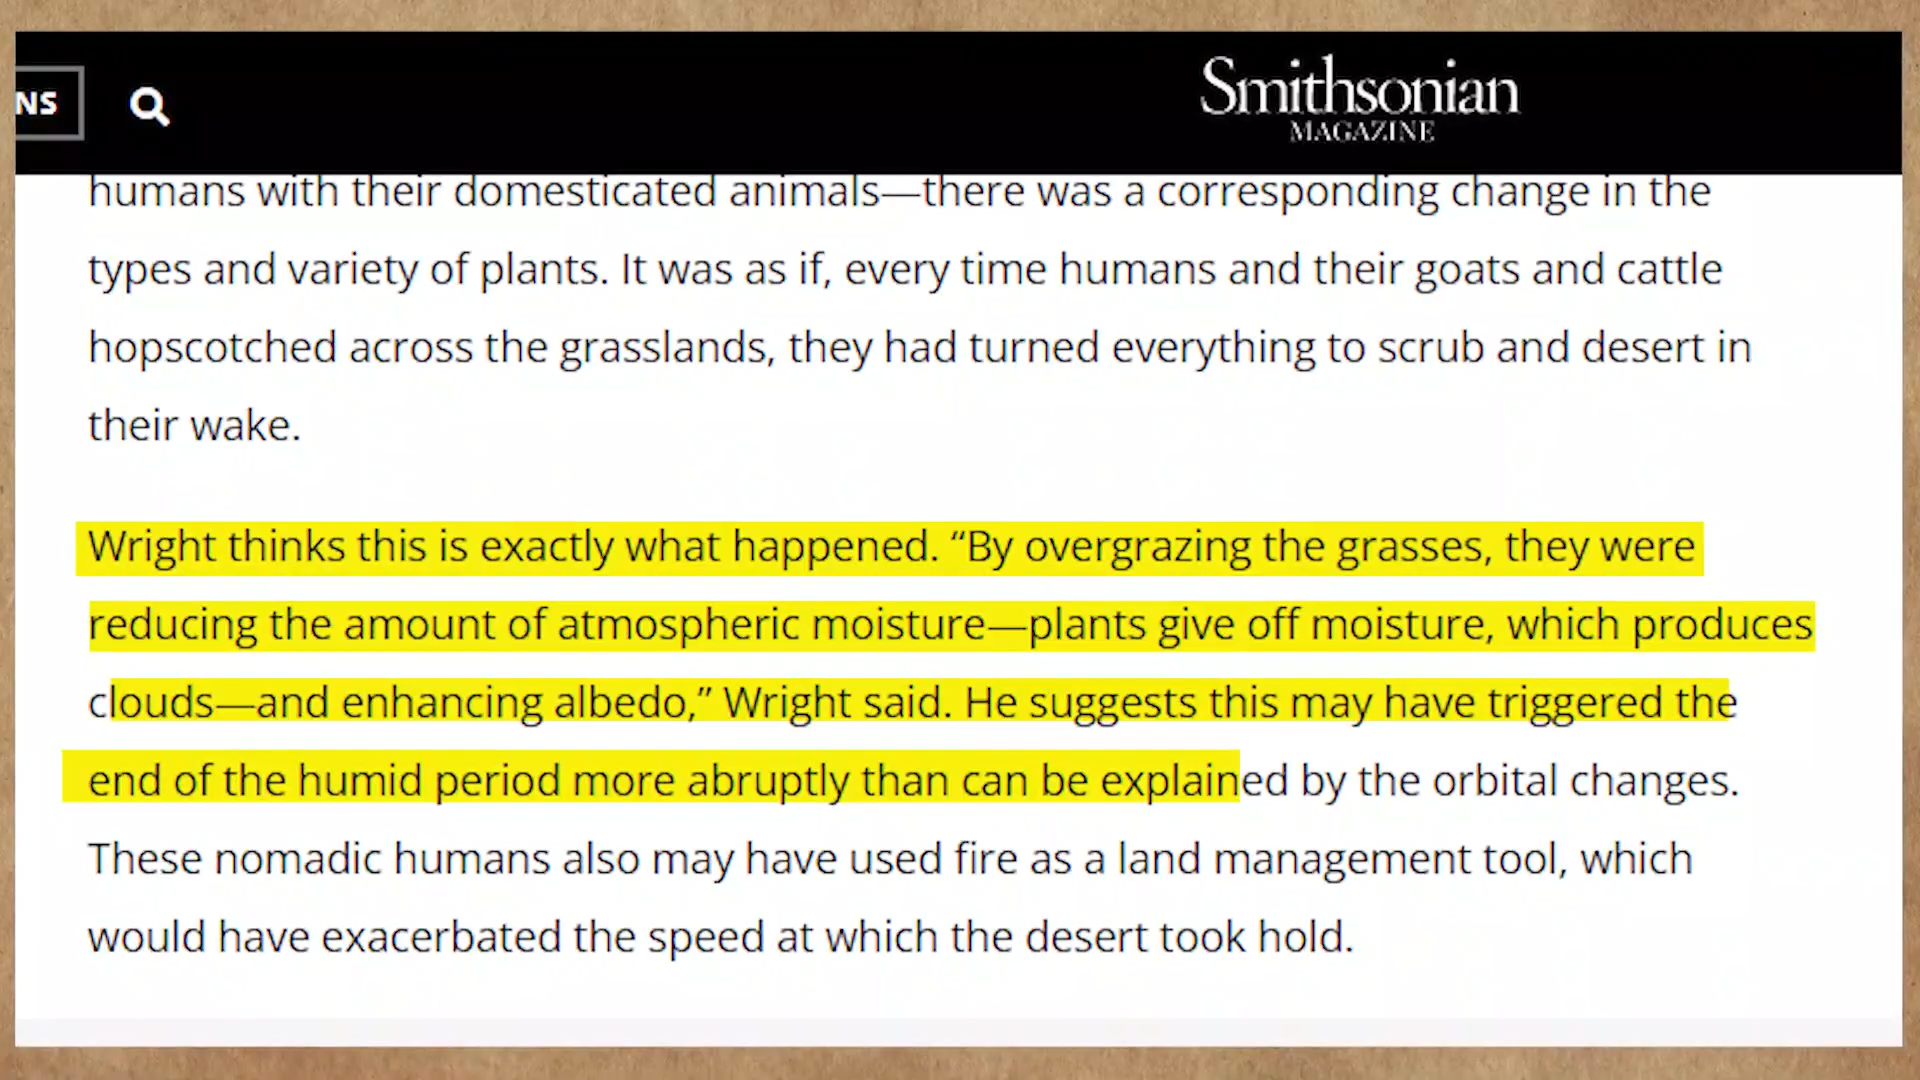 NS
Smithsonian
MAGAZINE
humans with their domesticated animals—there was a corresponding change in the
types and variety of plants. It was as if, every time humans and their goats and cattle
hopscotched across the grasslands, they had turned everything to scrub and desert in
their wake.
Wright thinks this is exactly what happened. “By overgrazing the grasses, they were
reducing the amount of atmospheric moisture—plants give off moisture, which produces
clouds—and enhancing albedo,” Wright said. He suggests this may have triggered the
end of the humid period more abruptly than can be explained by the orbital changes.
These nomadic humans also may have used fire as a land management tool, which
would have exacerbated the speed at which the desert took hold.